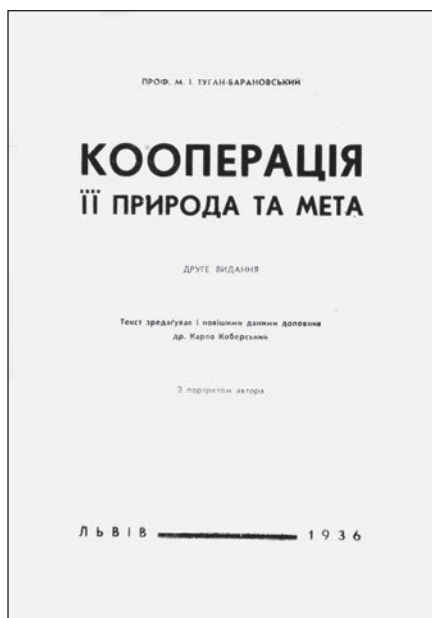 ПРОФ. М. І. ТУГАН-БАРАНОВСЬКИЙ
КООПЕРАЦІЯ
ЇЇ ПРИРОДА ТА МЕТА
ДРУГЕ ВИДАННЯ
Текст зредаґував і новішими даними доповнив
др. Карло Коберський
З портретом автора
ЛЬВІВ 1936